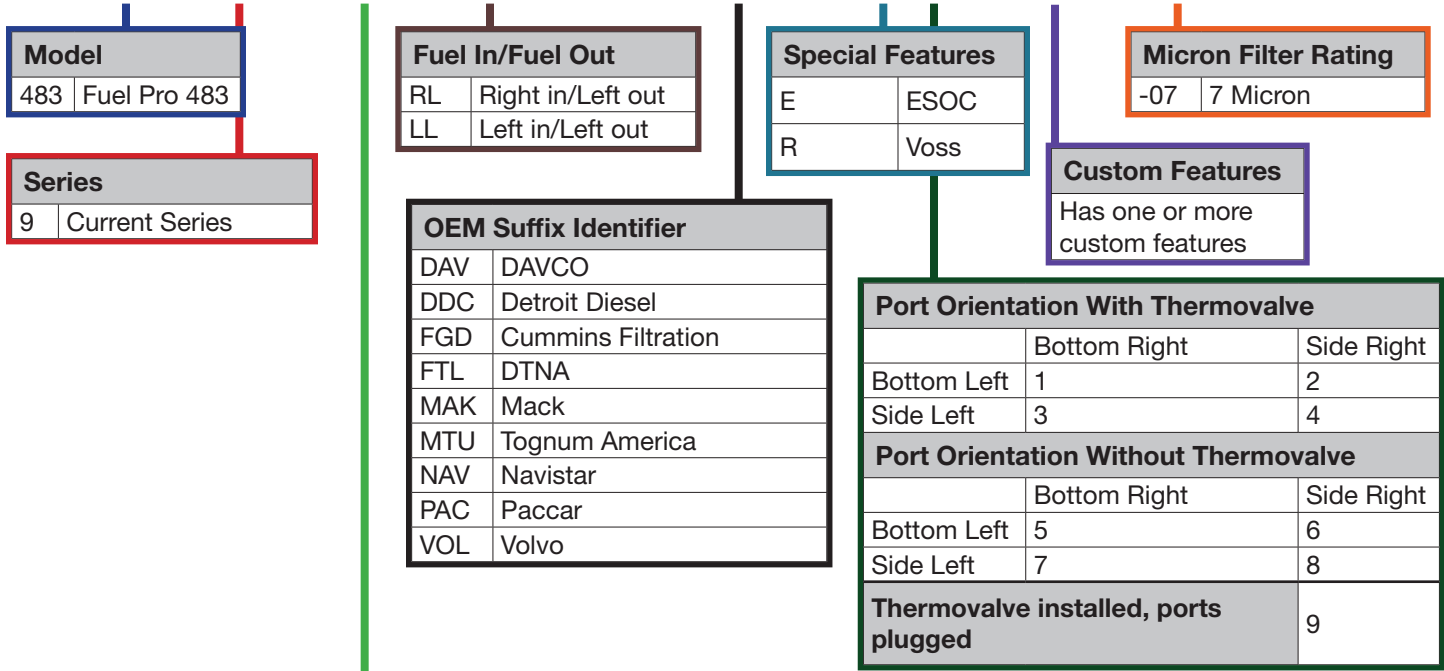 Model
483 Fuel Pro 483
Series
9 Current Series
Fuel In/Fuel Out
RL Right in/Left out
LL Left in/Left out
OEM Suffix Identifier
DAV DAVCO
DDC Detroit Diesel
FGD Cummins Filtration
FTL DTNA
MAK Mack
MTU Tognum America
NAV Navistar
PAC Paccar
VOL Volvo
Special Features
E ESOC
R Voss
Custom Features
Has one or more
custom features
Micron Filter Rating
-07 7 Micron
Port Orientation With Thermovalve
Bottom Right Side Right
Bottom Left 1 2
Side Left 3 4
Port Orientation Without Thermovalve
Bottom Right Side Right
Bottom Left 5 6
Side Left 7 8
Thermovalve installed, ports
plugged 9